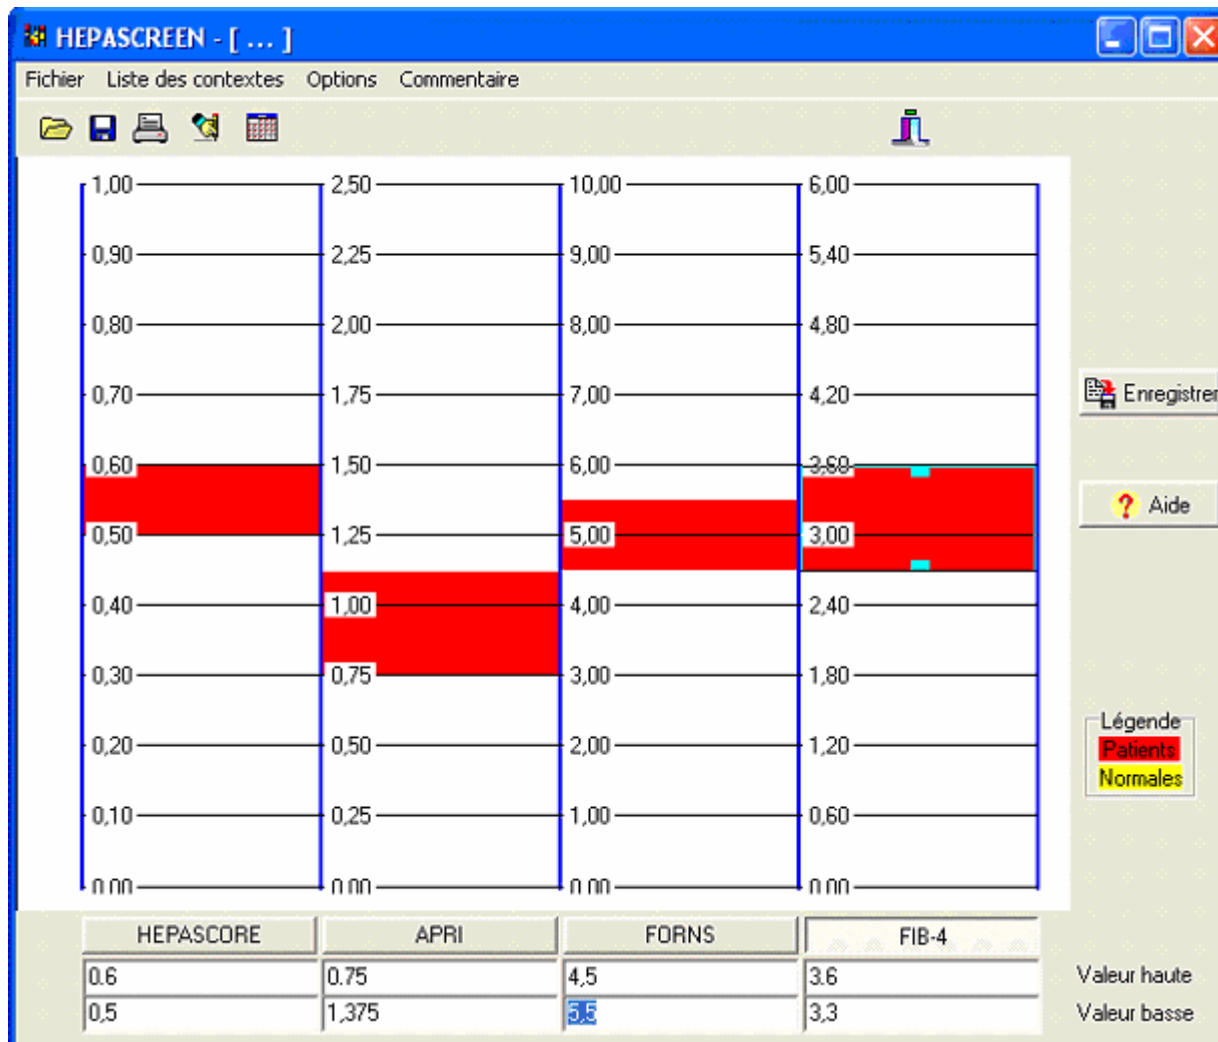 HEPASCREEN - [ ... ]
Fichier Liste des contextes Options Commentaire
1,00 2,50 10,00 6,00
0,90 2,25 9,00 5,40
0,80 2,00 8,00 4,80
0,70 1,75 7,00 4,20
Enregistrer
0,60 1,50 6,00 3,60
? Aide
0,50 1,25 5,00 3,00
0,40 1,00 4,00 2,40
0,30 0,75 3,00 1,80
Légende
0,20 0,50 2,00 1,20
Patients
Normales
0,10 0,25 1,00 0,60
0,00 0,00 0,00 0,00
HEPASCORE APRI FORNS FIB-4
0.6 0.75 4,5 3.6 Valeur haute
0,5 1,375 5,5 3,3 Valeur basse